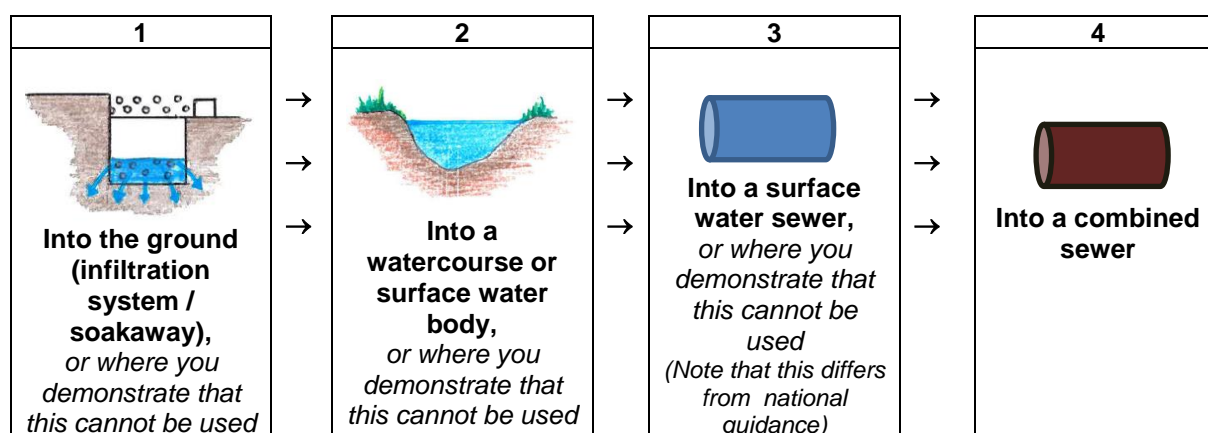 1
Into the ground
(infiltration
system /
soakaway),
or where you
demonstrate that
this cannot be used
→
→
→
2
Into a
watercourse or
surface water
body,
or where you
demonstrate that
this cannot be used
→
→
→
3
Into a surface
water sewer,
or where you
demonstrate that
this cannot be
used
(Note that this differs
from national
guidance)
→
→
→
4
Into a combined
sewer